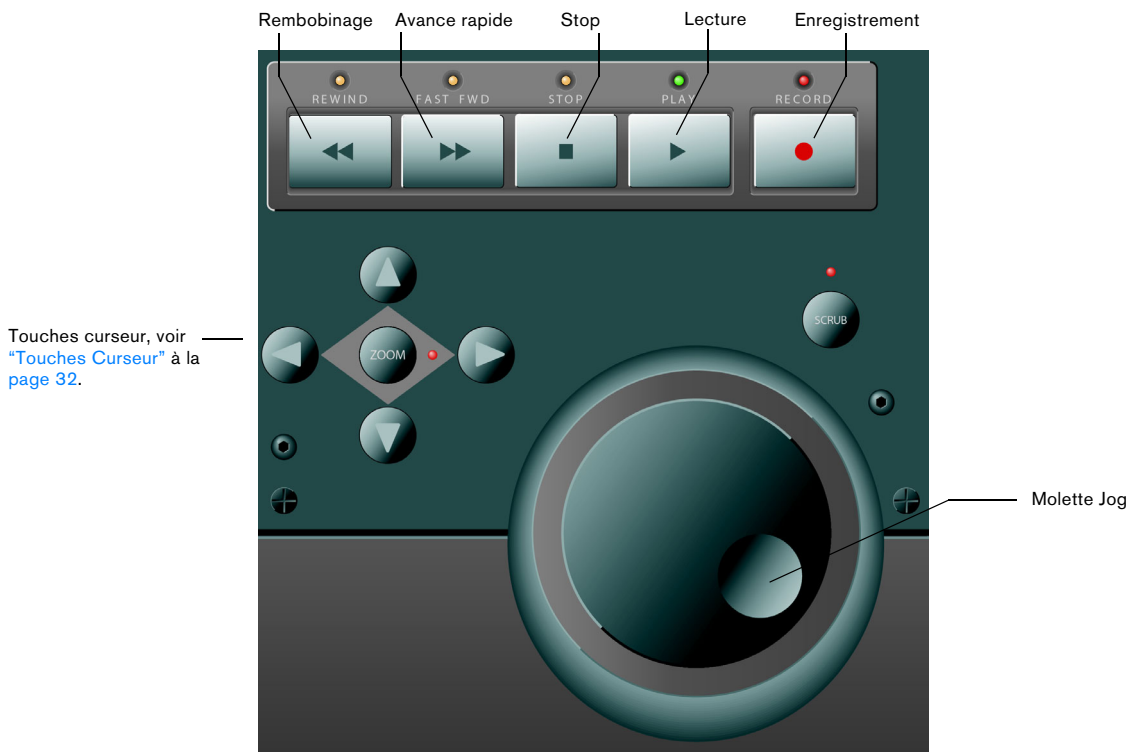 Rembobinage Avance rapide Stop Lecture Enregistrement
REWIND FAST FWD STOP PLAY RECORD
SCRUB
Touches curseur, voir
“Touches Curseur” à la
page 32.
ZOOM
Molette Jog